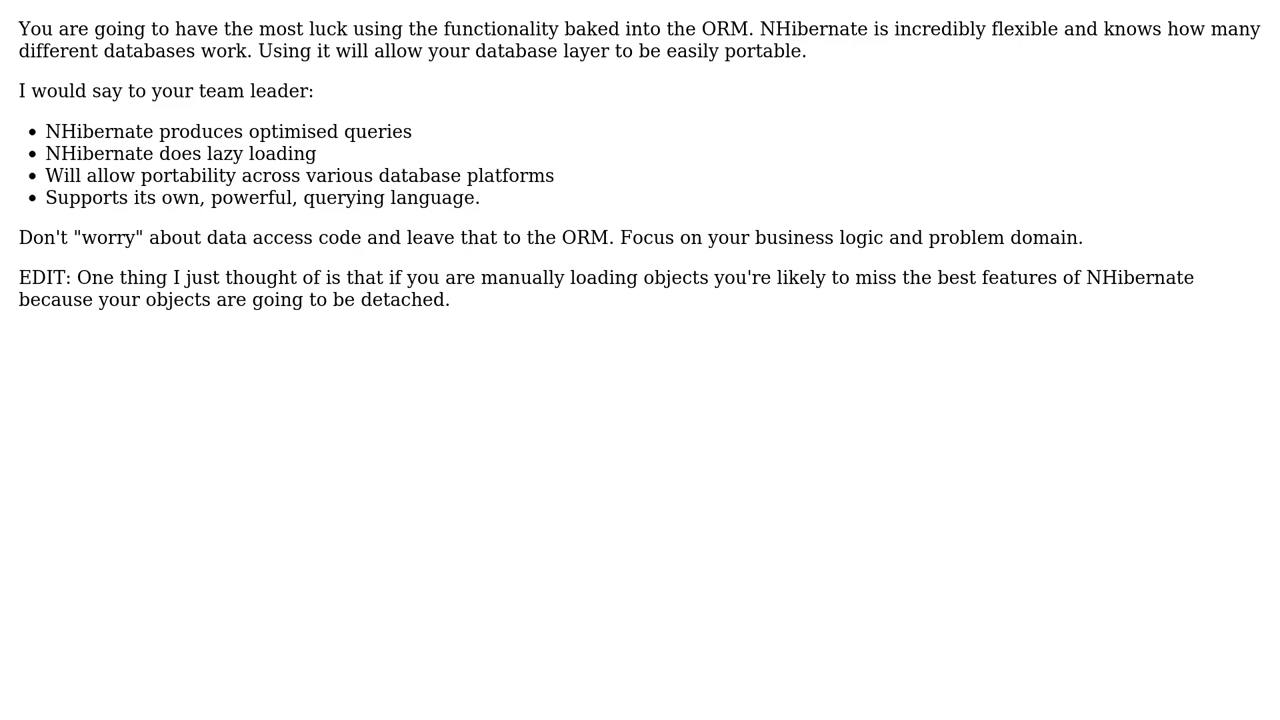 You are going to have the most luck using the functionality baked into the ORM. NHibernate is incredibly flexible and knows how many
different databases work. Using it will allow your database layer to be easily portable.
I would say to your team leader:
• NHibernate produces optimised queries
• NHibernate does lazy loading
• Will allow portability across various database platforms
• Supports its own, powerful, querying language.
Don't "worry" about data access code and leave that to the ORM. Focus on your business logic and problem domain.
EDIT: One thing I just thought of is that if you are manually loading objects you're likely to miss the best features of NHibernate
because your objects are going to be detached.